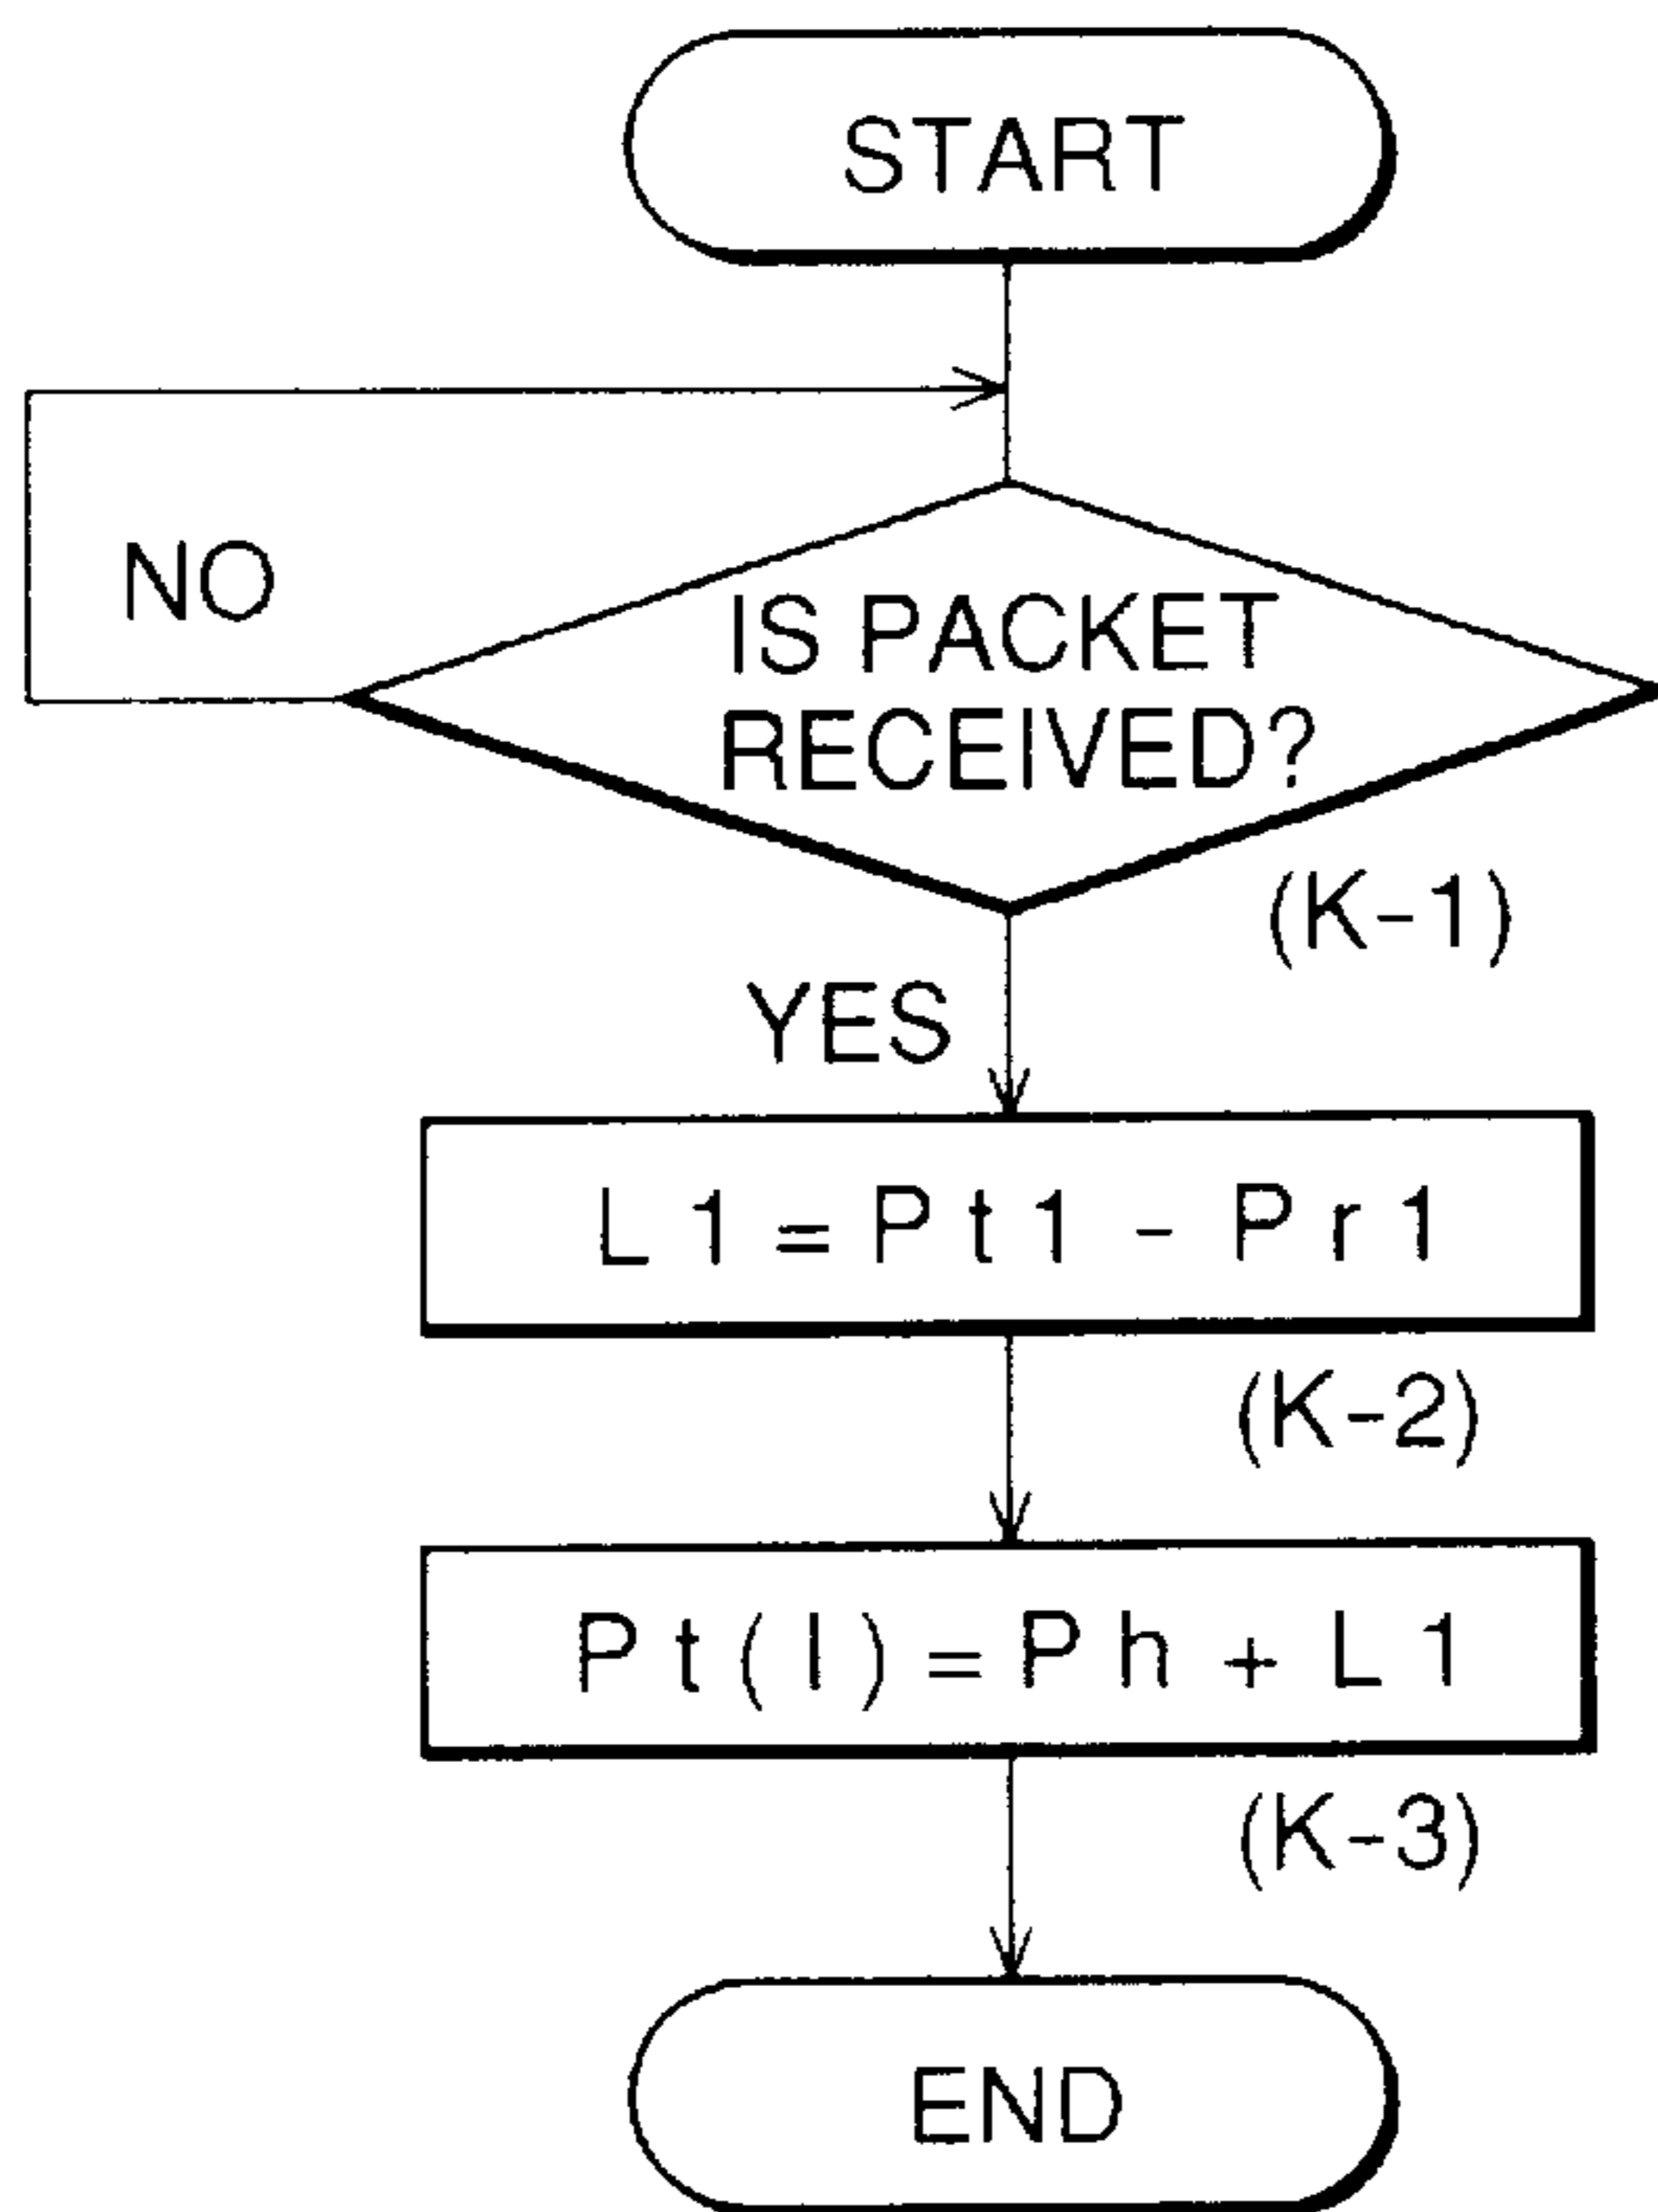 START
NO
IS PACKET
RECEIVED?
(K-1)
YES
L1=Pt1-Pr1
(K-2)
Pt(I)=Ph+L1
(K-3)
END